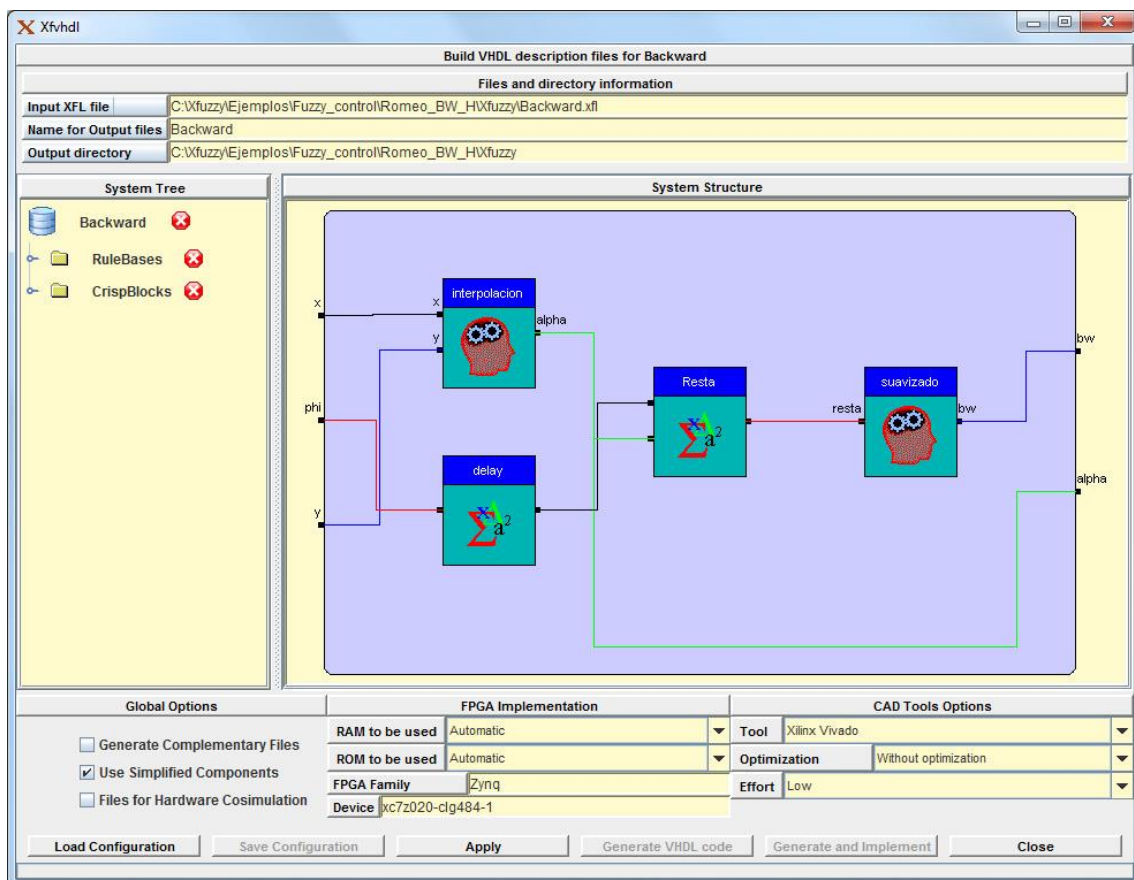 Xfvhdl
Build VHDL description files for Backward
Files and directory information
Input XFL file C:\Xfuzzy\Ejemplos\Fuzzy_control\Romeo_BW_H\Xfuzzy\Backward.xfl
Name for Output files Backward
Output directory C:\Xfuzzy\Ejemplos\Fuzzy_control\Romeo_BW_H\Xfuzzy
System Tree
Backward
RuleBases
CrispBlocks
System Structure
x
phi
y
interpolacion
x
y
alpha
delay
Σ x a²
Resta
Σ x a²
suavizado
resta
bw
bw
alpha
Global Options
Generate Complementary Files
Use Simplified Components
Files for Hardware Cosimulation
FPGA Implementation
RAM to be used Automatic
ROM to be used Automatic
FPGA Family Zynq
Device xc7z020-clg484-1
CAD Tools Options
Tool Xilinx Vivado
Optimization Without optimization
Effort Low
Load Configuration Save Configuration Apply Generate VHDL code Generate and Implement Close